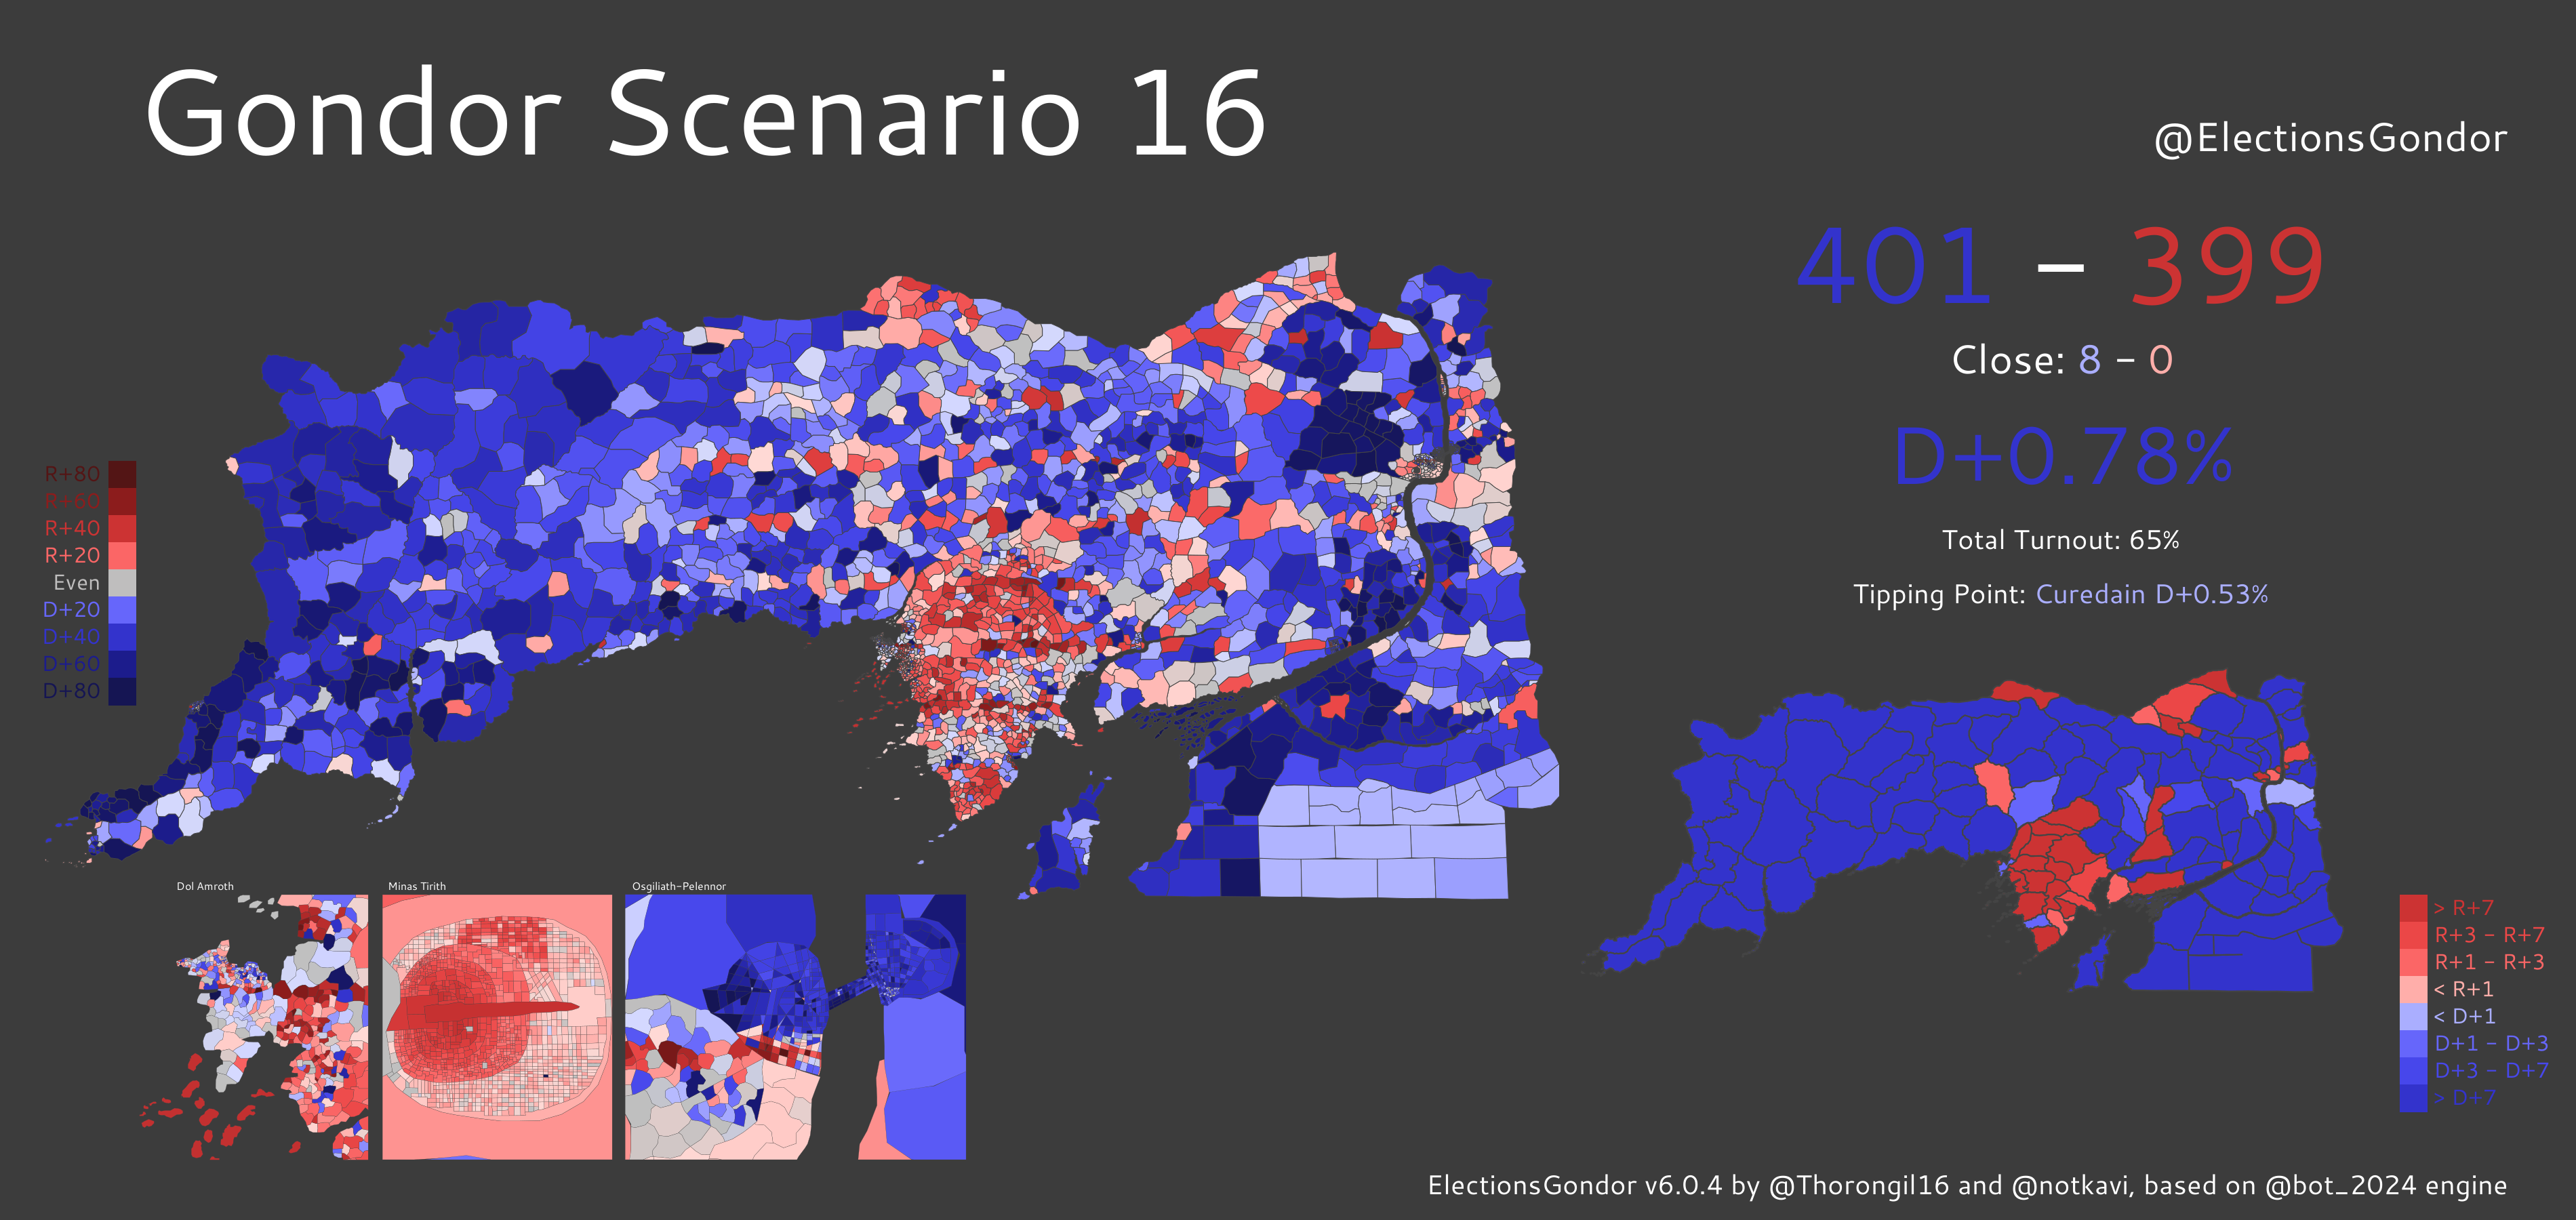 Gondor Scenario 16
@ElectionsGondor
401 – 399
Close: 8 – 0
D+0.78%
Total Turnout: 65%
Tipping Point: Curedain D+0.53%
R+80
R+60
R+40
R+20
Even
D+20
D+40
D+60
D+80
Dol Amroth
Minas Tirith
Osgiliath-Pelennor
> R+7
R+3 – R+7
R+1 – R+3
< R+1
< D+1
D+1 – D+3
D+3 – D+7
> D+7
ElectionsGondor v6.0.4 by @Thorongil16 and @notkavi, based on @bot_2024 engine